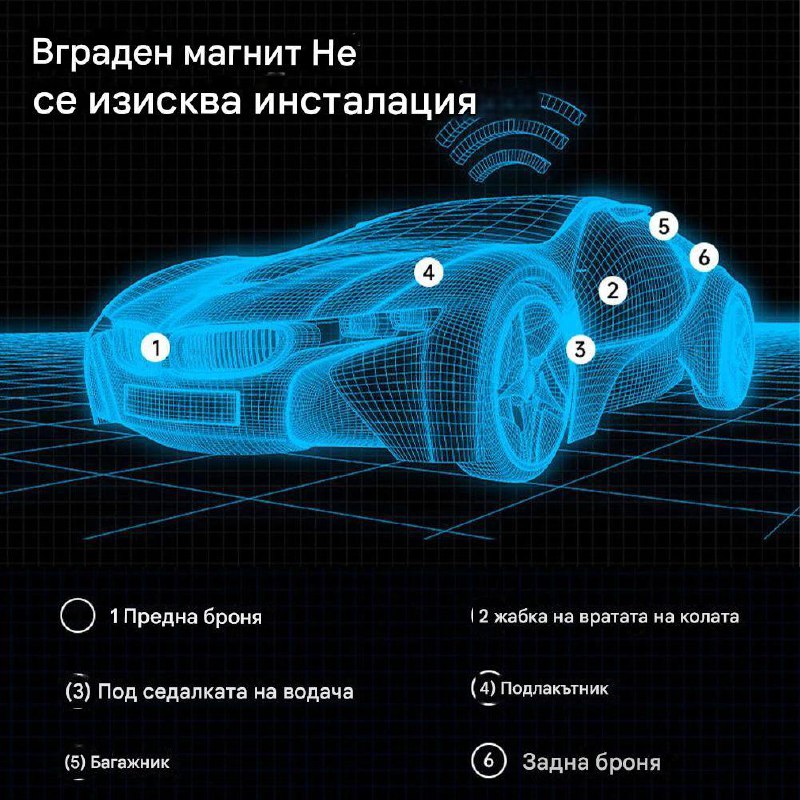 Вграден магнит Не
се изисква инсталация
5
6
4
2
1
3
1 Предна броня
2 жабка на вратата на колата
(3) Под седалката на водача
(4) Подлакътник
(5) Багажник
6 Задна броня